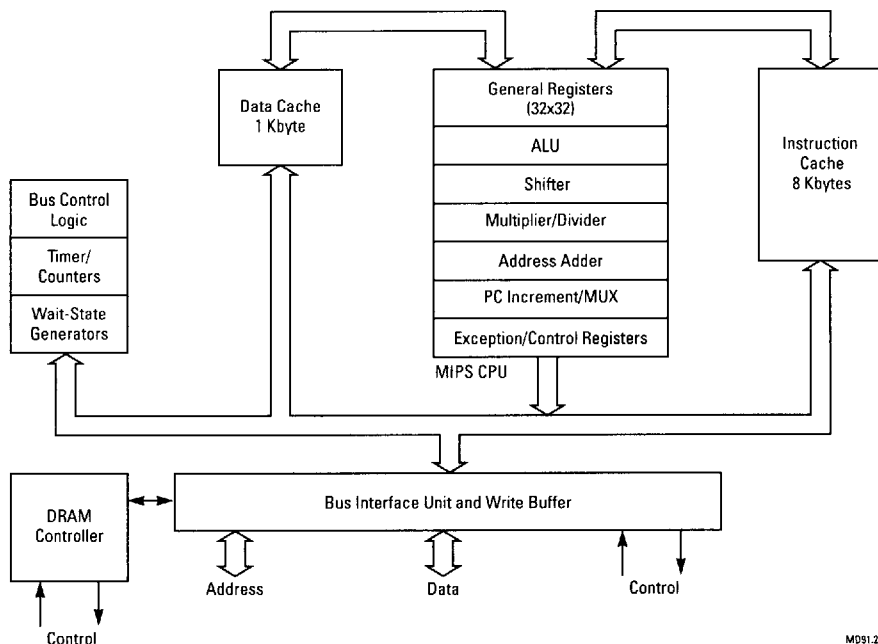 Data Cache
1 Kbyte
General Registers
(32x32)
ALU
Shifter
Multiplier/Divider
Address Adder
PC Increment/MUX
Exception/Control Registers
MIPS CPU
Instruction
Cache
8 Kbytes
Bus Control
Logic
Timer/
Counters
Wait-State
Generators
DRAM
Controller
Bus Interface Unit and Write Buffer
Address
Data
Control
Control
MD91.2